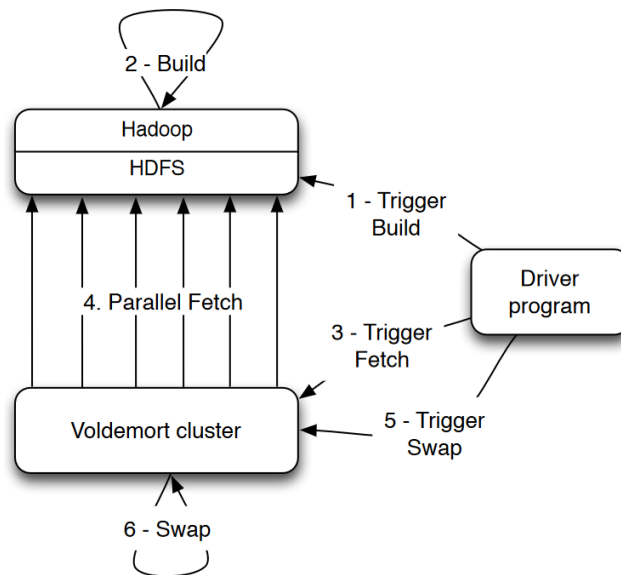 2 - Build
Hadoop
HDFS
1 - Trigger
Build
Driver
program
4. Parallel Fetch
3 - Trigger
Fetch
Voldemort cluster
5 - Trigger
Swap
6 - Swap